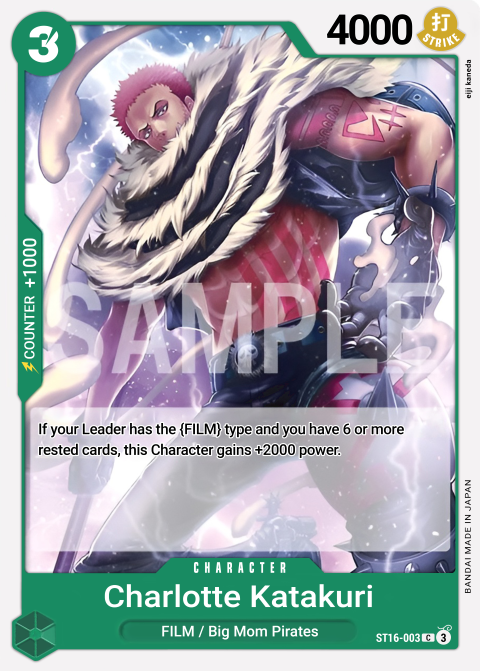 3
4000
打
STRIKE
eiji kaneda
COUNTER +1000
SAMPLE
If your Leader has the {FILM} type and you have 6 or more
rested cards, this Character gains +2000 power.
BANDAI MADE IN JAPAN
CHARACTER
Charlotte Katakuri
FILM / Big Mom Pirates
ST16-003 C 3